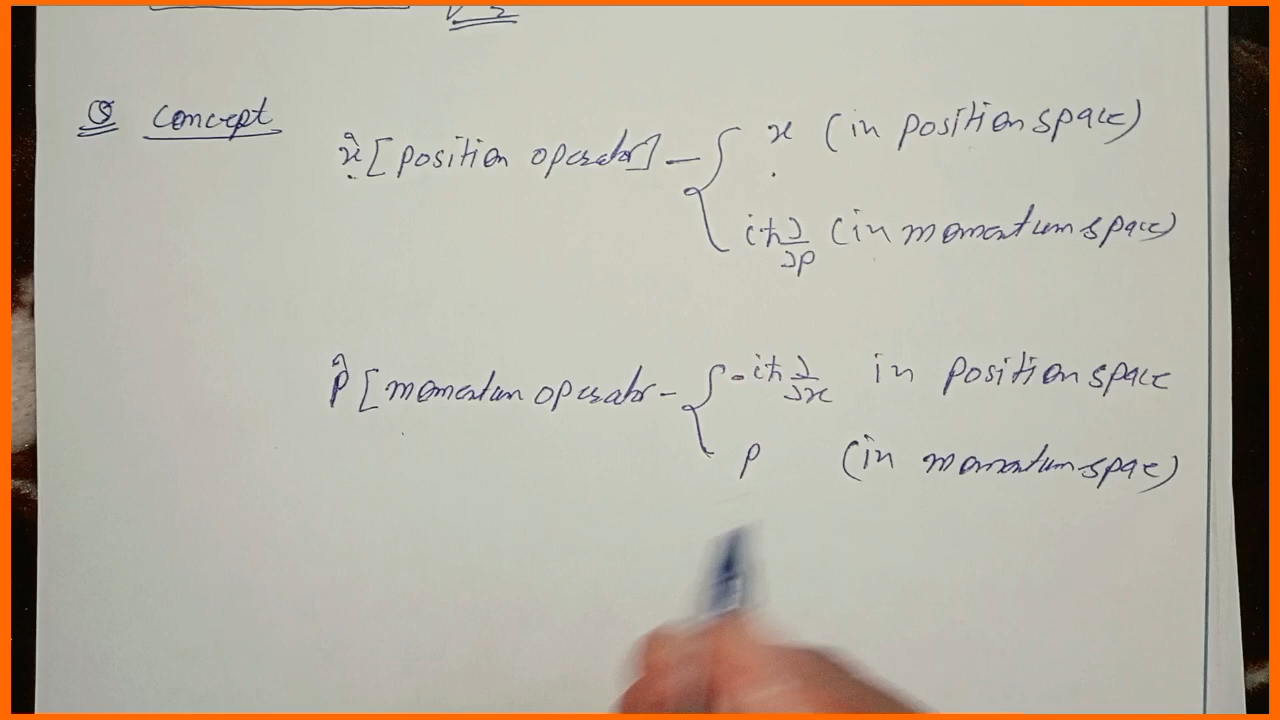 Q concept
x̂ [position operator] – { x (in position space)
iħ ∂/∂p (in momentum space)
p̂ [momentum operator – { -iħ ∂/∂x in position space
p (in momentum space)